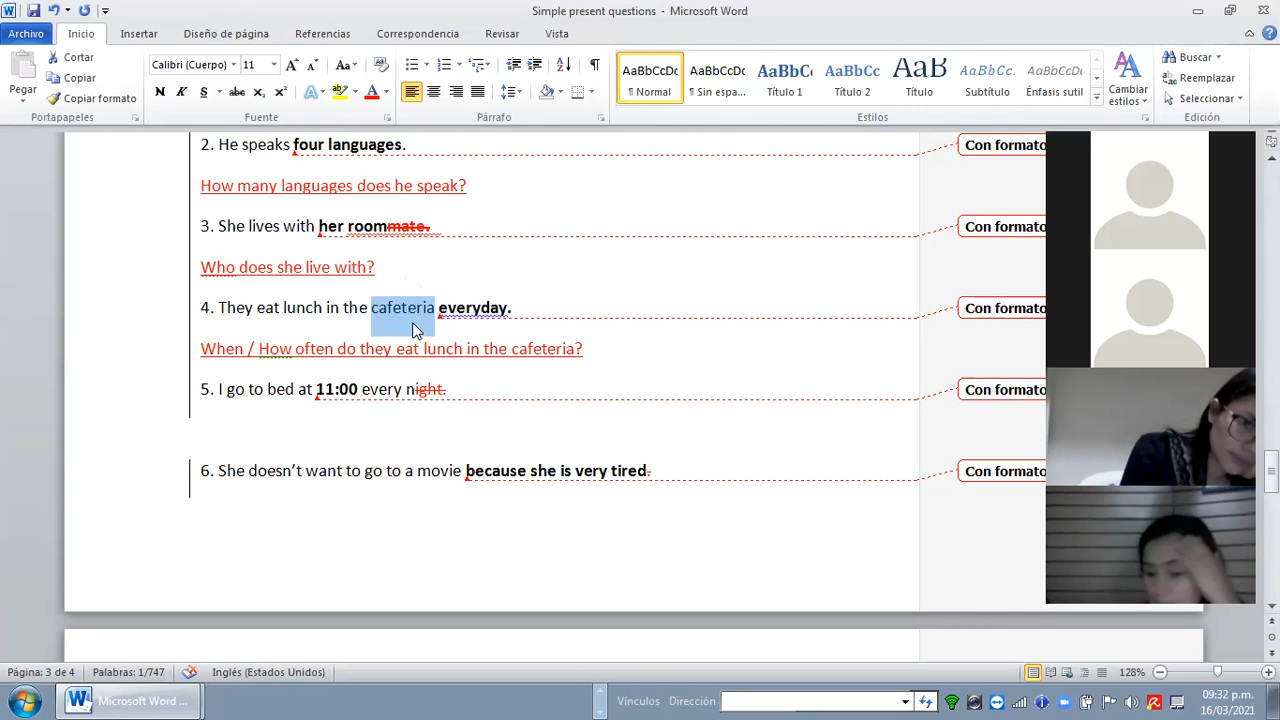 Simple present questions - Microsoft Word
Archivo Inicio Insertar Diseño de página Referencias Correspondencia Revisar Vista
Pegar Cortar Copiar Copiar formato
Calibri (Cuerpo) 11
N K S abc x₂ x²
AaBbCcDc AaBbCcDc AaBbC AaBbCc AaB AaBbCc. AaBbCcDc
¶ Normal ¶ Sin espa... Título 1 Título 2 Título Subtítulo Énfasis sutil
Cambiar estilos
Buscar Reemplazar Seleccionar
Portapapeles Fuente Párrafo Estilos Edición
2. He speaks four languages.
Con formato
How many languages does he speak?
3. She lives with her roommate.
Con formato
Who does she live with?
4. They eat lunch in the cafeteria everyday.
Con formato
When / How often do they eat lunch in the cafeteria?
5. I go to bed at 11:00 every night.
Con formato
6. She doesn’t want to go to a movie because she is very tired.
Con formato
Página: 3 de 4 Palabras: 1/747 Inglés (Estados Unidos) 128%
Microsoft Word ... Vínculos Dirección 09:32 p.m.
16/03/2021